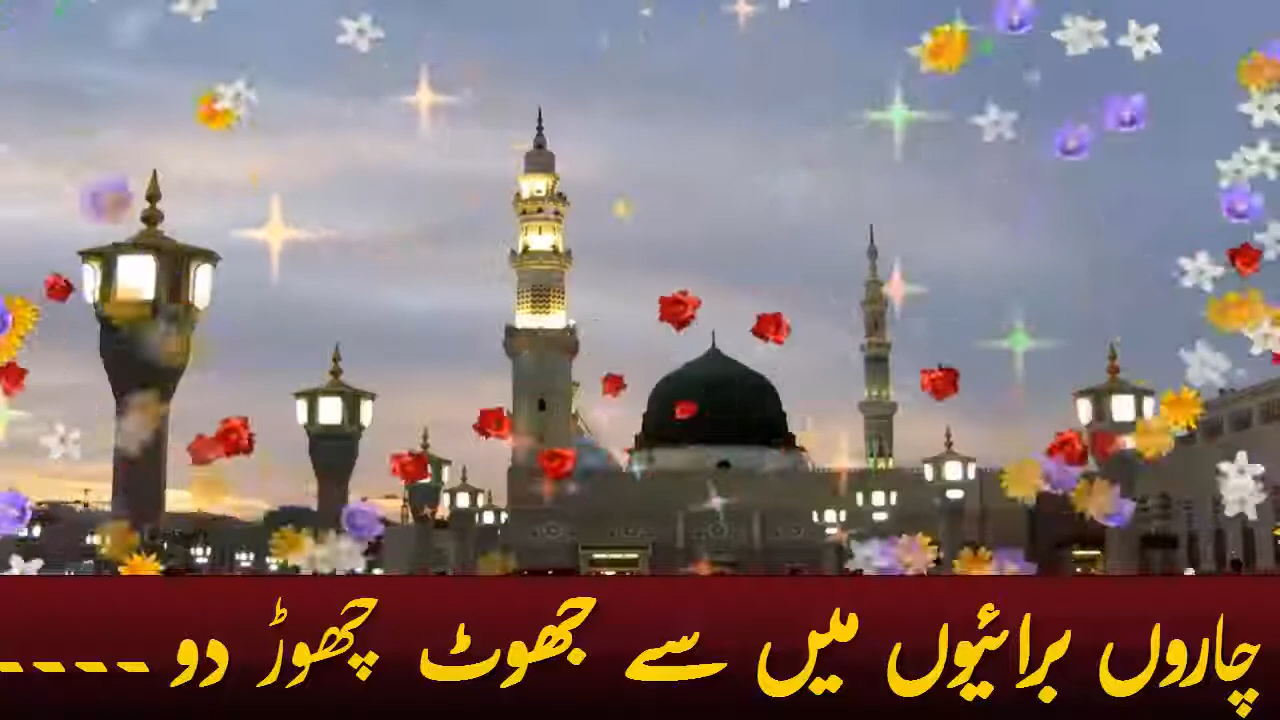 چاروں برائیوں میں سے جھوٹ چھوڑ دو ----